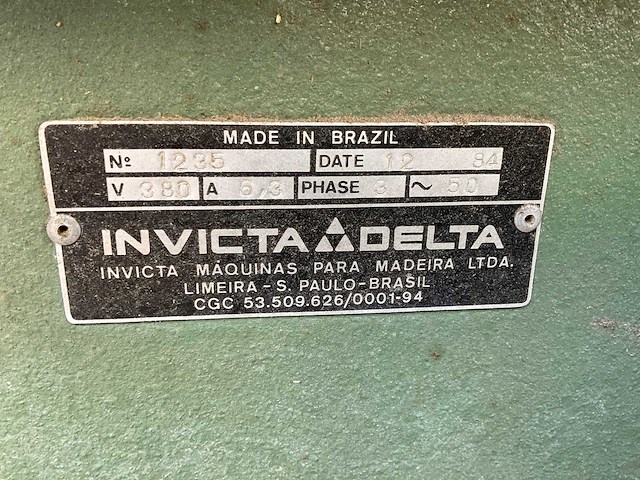 MADE IN BRAZIL
Nº 1235 DATE 12 84
V 380 A 6,3 PHASE 3 ~ 50
INVICTA DELTA
INVICTA MÁQUINAS PARA MADEIRA LTDA.
LIMEIRA - S. PAULO - BRASIL
CGC 53.509.626/0001-94